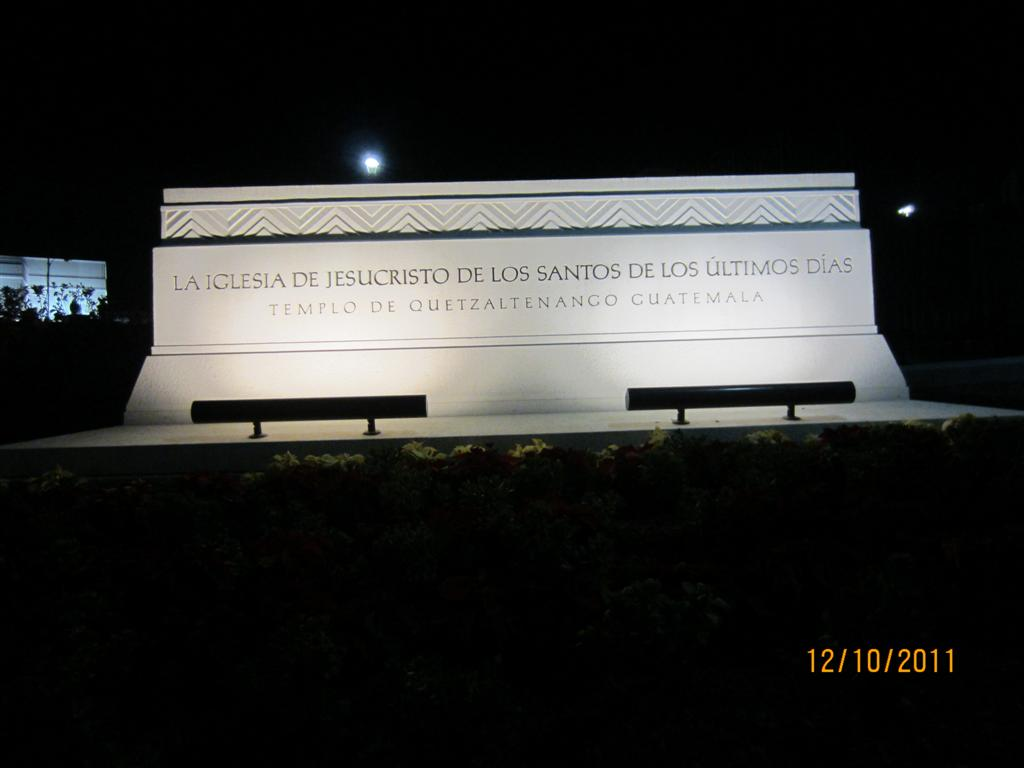 LA IGLESIA DE JESUCRISTO DE LOS SANTOS DE LOS ÚLTIMOS DÍAS
TEMPLO DE QUETZALTENANGO GUATEMALA
12/10/2011